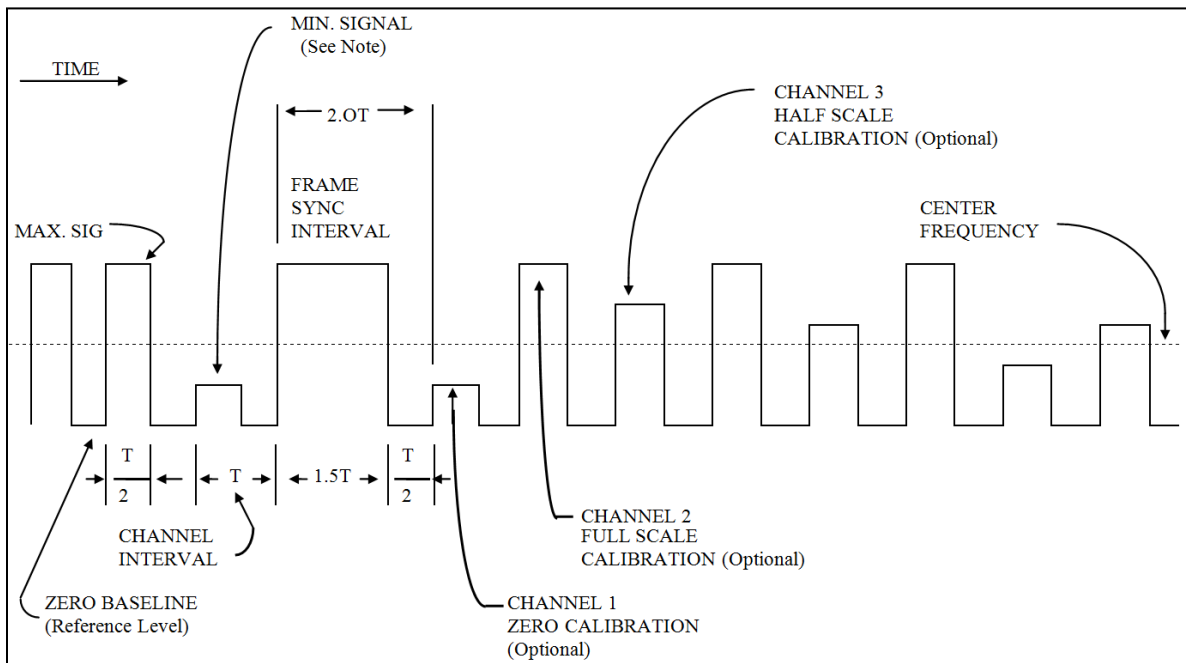 MIN. SIGNAL
(See Note)
TIME
2.OT
CHANNEL 3
HALF SCALE
CALIBRATION (Optional)
FRAME
SYNC
INTERVAL
MAX. SIG
CENTER
FREQUENCY
T
2
T
1.5T
T
2
CHANNEL
INTERVAL
CHANNEL 2
FULL SCALE
CALIBRATION (Optional)
ZERO BASELINE
(Reference Level)
CHANNEL 1
ZERO CALIBRATION
(Optional)